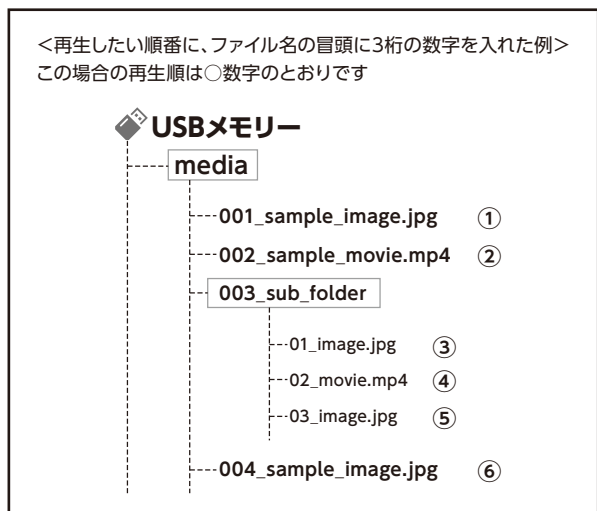 ＜再生したい順番に、ファイル名の冒頭に3桁の数字を入れた例＞
この場合の再生順は○数字のとおりです
USBメモリー
media
001_sample_image.jpg ①
002_sample_movie.mp4 ②
003_sub_folder
01_image.jpg ③
02_movie.mp4 ④
03_image.jpg ⑤
004_sample_image.jpg ⑥